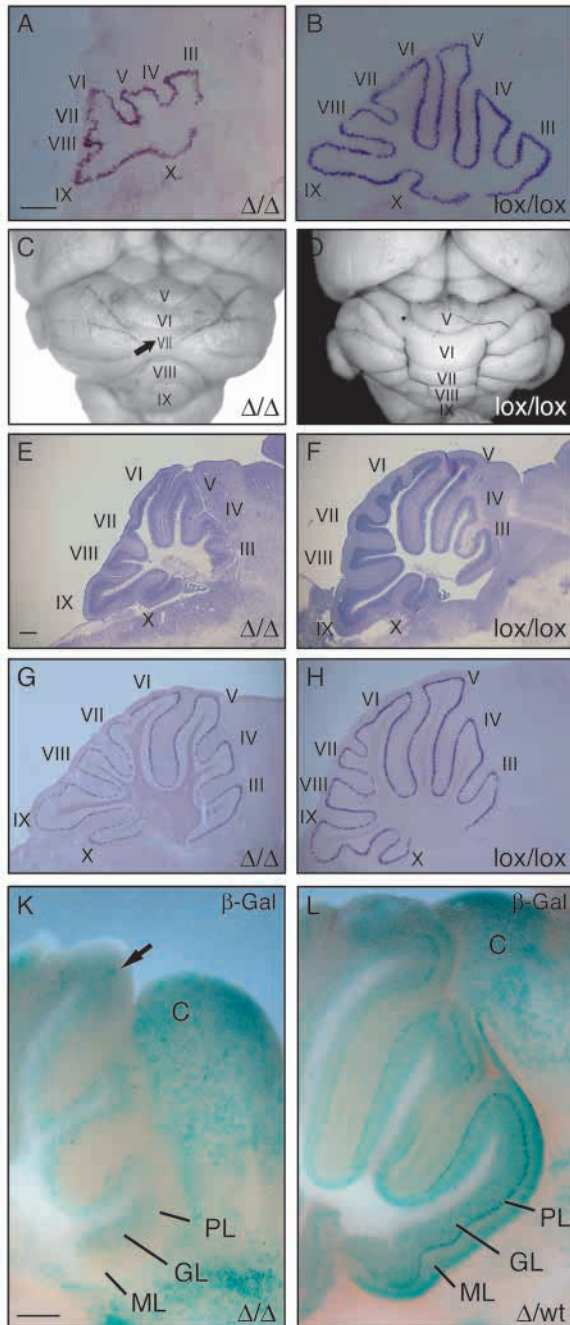 A
III
IV
V
VI
VII
VIII
IX
X
Δ/Δ
B
V
VI
VII
IV
VIII
III
IX
X
lox/lox
C
V
VI
VII
VIII
IX
Δ/Δ
D
V
VI
VII
VIII
IX
lox/lox
E
VI
V
IV
VII
VIII
III
IX
X
Δ/Δ
F
V
VI
IV
VII
III
VIII
IX
X
lox/lox
G
VI
V
VII
IV
VIII
III
IX
X
Δ/Δ
H
V
VI
IV
VII
III
VIII
IX
X
lox/lox
K
β-Gal
C
PL
GL
ML
Δ/Δ
L
β-Gal
C
PL
GL
ML
Δ/wt